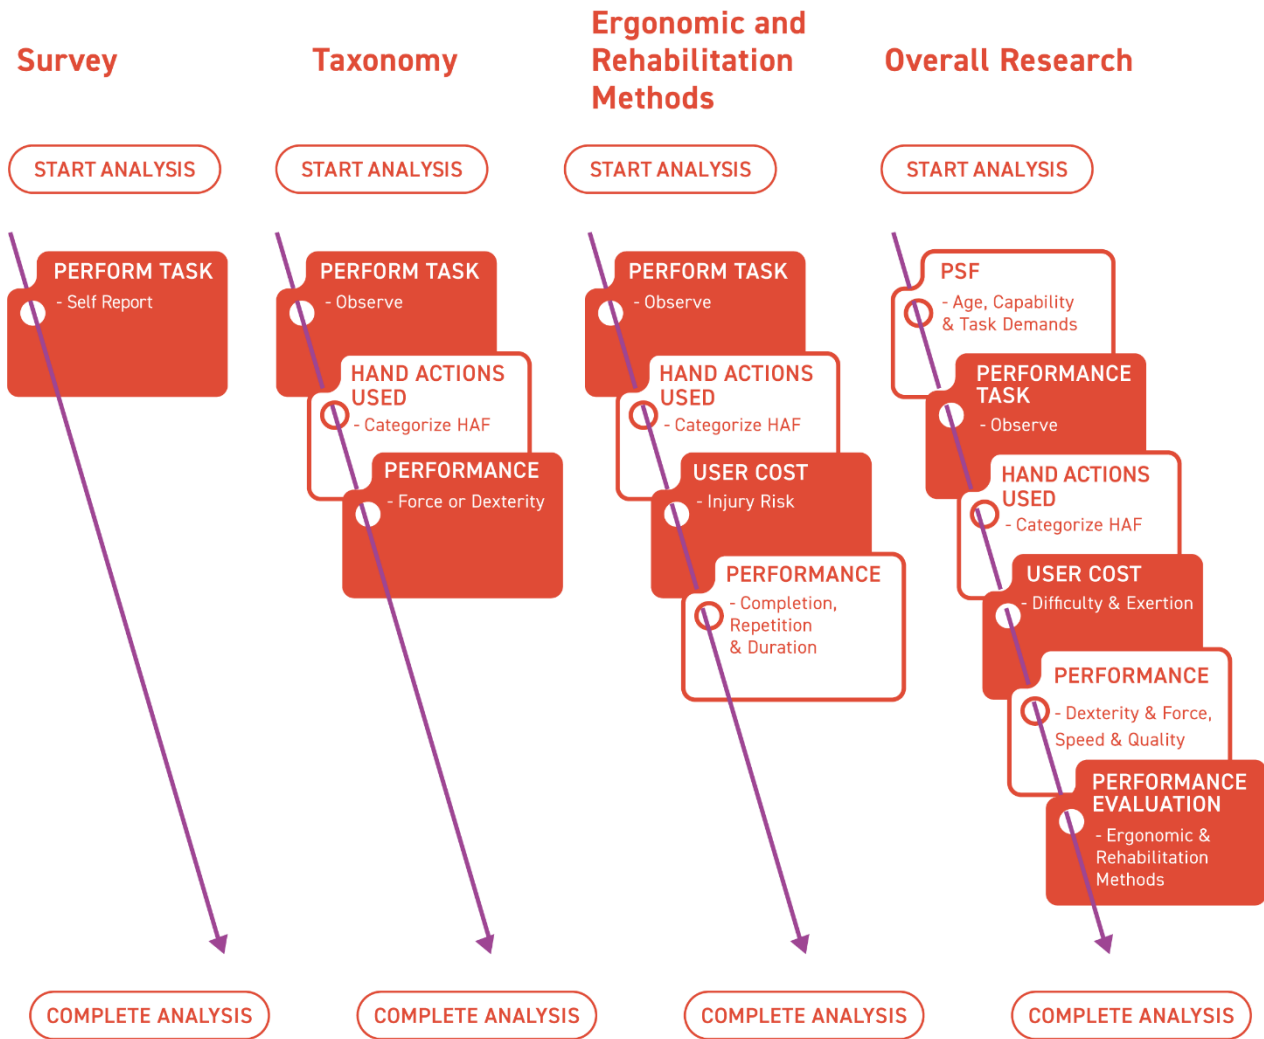 Survey
START ANALYSIS
PERFORM TASK
- Self Report
COMPLETE ANALYSIS
Taxonomy
START ANALYSIS
PERFORM TASK
- Observe
HAND ACTIONS
USED
- Categorize HAF
PERFORMANCE
- Force or Dexterity
COMPLETE ANALYSIS
Ergonomic and
Rehabilitation
Methods
START ANALYSIS
PERFORM TASK
- Observe
HAND ACTIONS
USED
- Categorize HAF
USER COST
- Injury Risk
PERFORMANCE
- Completion,
Repetition
& Duration
COMPLETE ANALYSIS
Overall Research
START ANALYSIS
PSF
- Age, Capability
& Task Demands
PERFORMANCE
TASK
- Observe
HAND ACTIONS
USED
- Categorize HAF
USER COST
- Difficulty & Exertion
PERFORMANCE
- Dexterity & Force,
Speed & Quality
PERFORMANCE
EVALUATION
- Ergonomic &
Rehabilitation
Methods
COMPLETE ANALYSIS